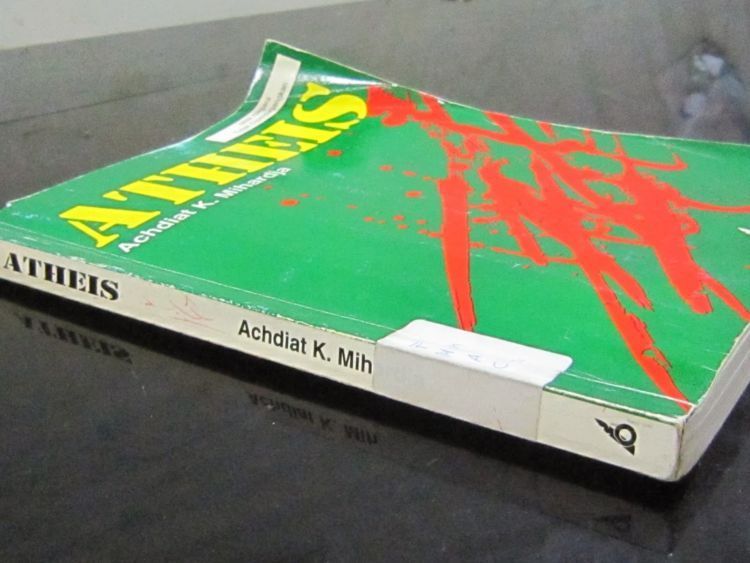 ATHEIS
Achdiat K. Mihardja
ATHEIS
Achdiat K. Mih